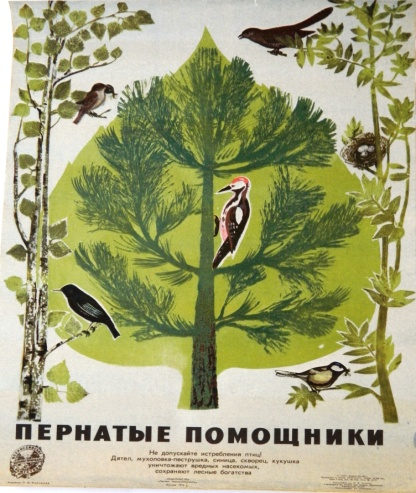 ПЕРНАТЫЕ ПОМОЩНИКИ
Не допускайте истребления птиц!
Дятел, мухоловка-пеструшка, синица, скворец, кукушка
уничтожают вредных насекомых,
сохраняют лесные богатства